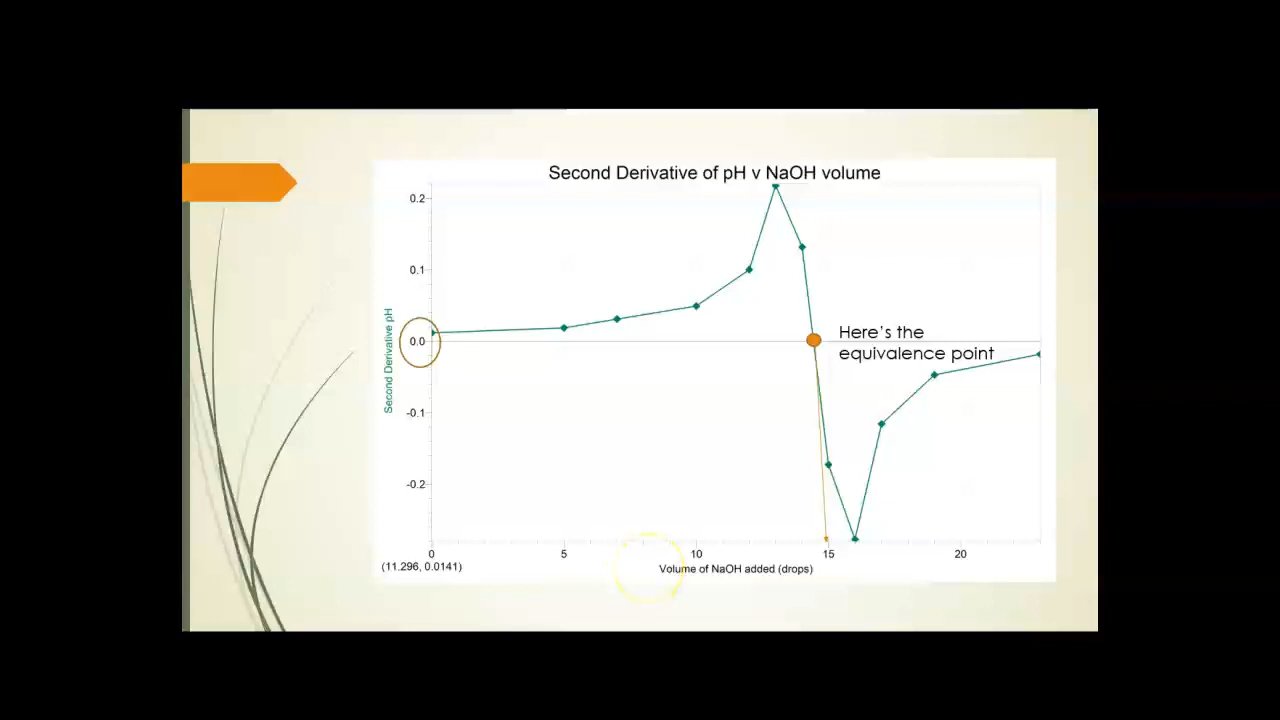 Second Derivative of pH v NaOH volume
0.2
0.1
0.0
-0.1
-0.2
Second Derivative pH
Here's the
equivalence point
0 5 10 15 20
(11.296, 0.0141)
Volume of NaOH added (drops)